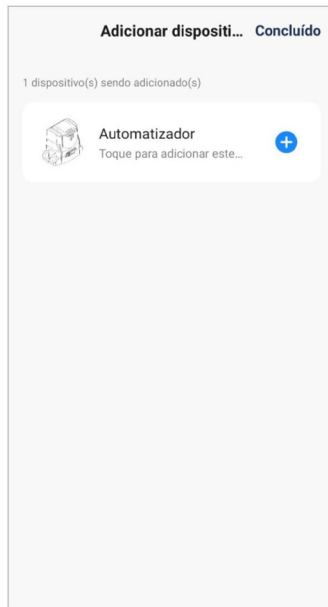 Adicionar dispositi... Concluído
1 dispositivo(s) sendo adicionado(s)
Automatizador
Toque para adicionar este...